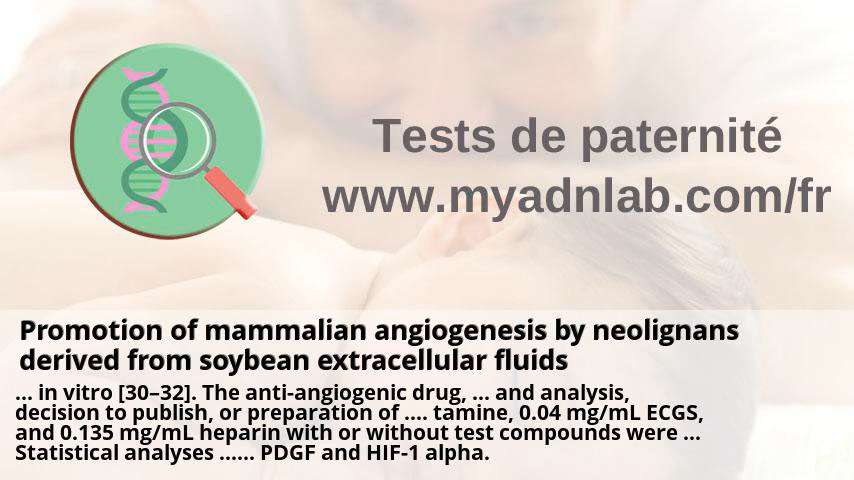 Tests de paternité
www.myadnlab.com/fr
Promotion of mammalian angiogenesis by neolignans
derived from soybean extracellular fluids
... in vitro [30–32]. The anti-angiogenic drug, ... and analysis,
decision to publish, or preparation of .... tamine, 0.04 mg/mL ECGS,
and 0.135 mg/mL heparin with or without test compounds were ...
Statistical analyses ...... PDGF and HIF-1 alpha.